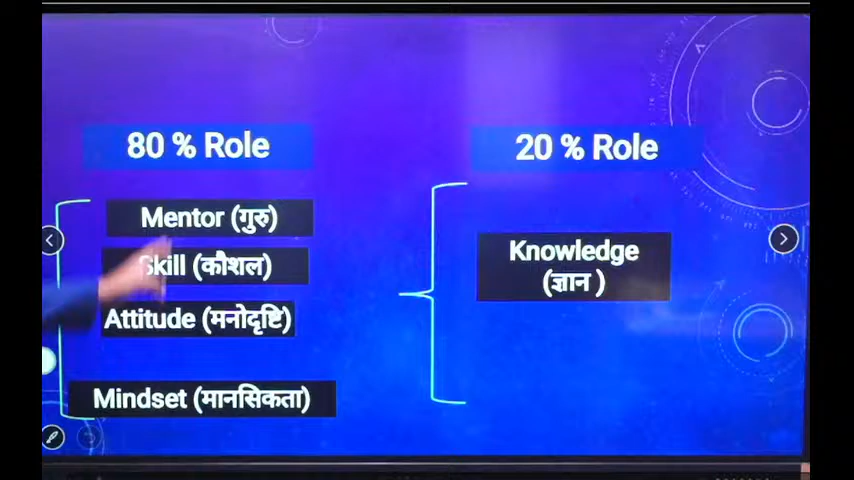 80 % Role
Mentor (गुरु)
Skill (कौशल)
Attitude (मनोदृष्टि)
Mindset (मानसिकता)
20 % Role
Knowledge
(ज्ञान )